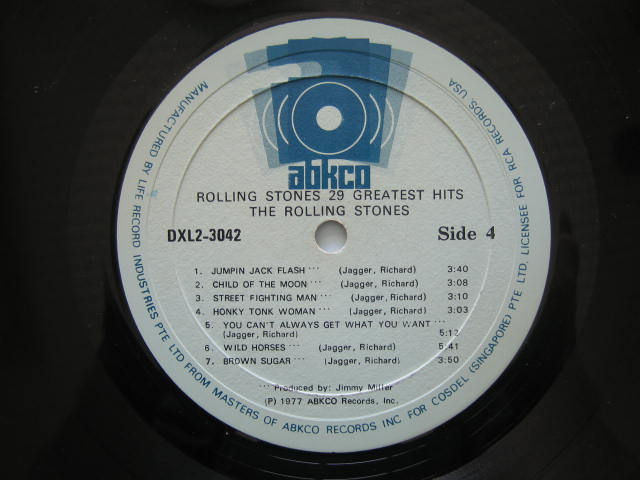 abkco
ROLLING STONES 29 GREATEST HITS
THE ROLLING STONES
DXL2-3042
Side 4
1. JUMPIN JACK FLASH ··· (Jagger, Richard) 3:40
2. CHILD OF THE MOON ··· (Jagger, Richard) 3:08
3. STREET FIGHTING MAN ··· (Jagger, Richard) 3:10
4. HONKY TONK WOMAN ··· (Jagger, Richard) 3:03
5. YOU CAN'T ALWAYS GET WHAT YOU WANT ···
(Jagger, Richard) 5:12
6. WILD HORSES ··· (Jagger, Richard) 5:41
7. BROWN SUGAR ··· (Jagger, Richard) 3:50
··· Produced by: Jimmy Miller
(P) 1977 ABKCO Records, Inc.
MANUFACTURED BY LIFE RECORD INDUSTRIES PTE LTD FROM MASTERS OF ABKCO RECORDS INC FOR COSDEL (SINGAPORE) PTE LTD. LICENSEE FOR RCA RECORDS, USA